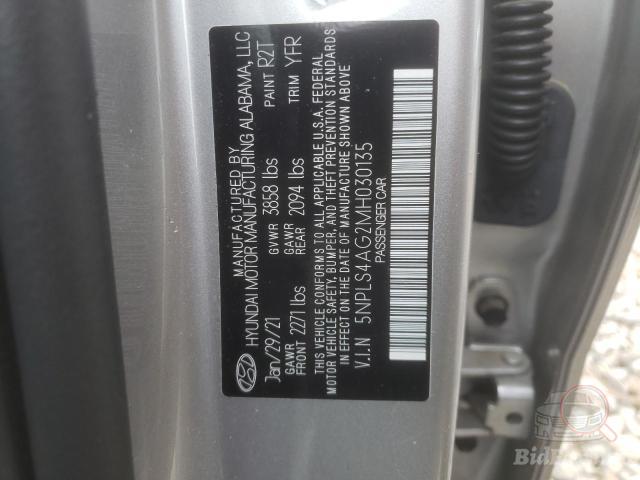 MANUFACTURED BY
HYUNDAI MOTOR MANUFACTURING ALABAMA, LLC
Jan/29/21 GVWR 3858 lbs PAINT R2T
GAWR FRONT 2271 lbs GAWR REAR 2094 lbs TRIM YFR
THIS VEHICLE CONFORMS TO ALL APPLICABLE U.S.A. FEDERAL
MOTOR VEHICLE SAFETY, BUMPER, AND THEFT PREVENTION STANDARDS
IN EFFECT ON THE DATE OF MANUFACTURE SHOWN ABOVE
V.I.N 5NPLS4AG2MH030135
PASSENGER CAR